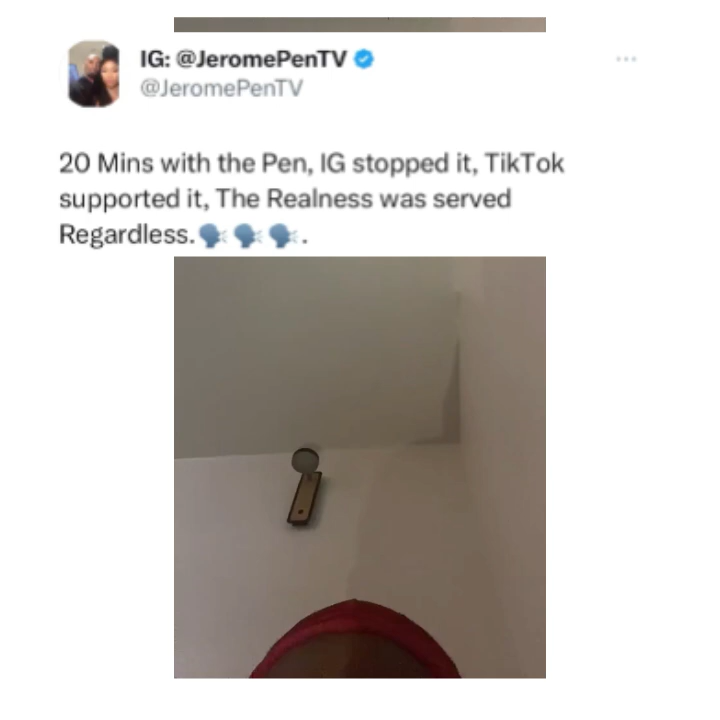 IG: @JeromePenTV
@JeromePenTV
20 Mins with the Pen, IG stopped it, TikTok
supported it, The Realness was served
Regardless.🗣️🗣️🗣️.